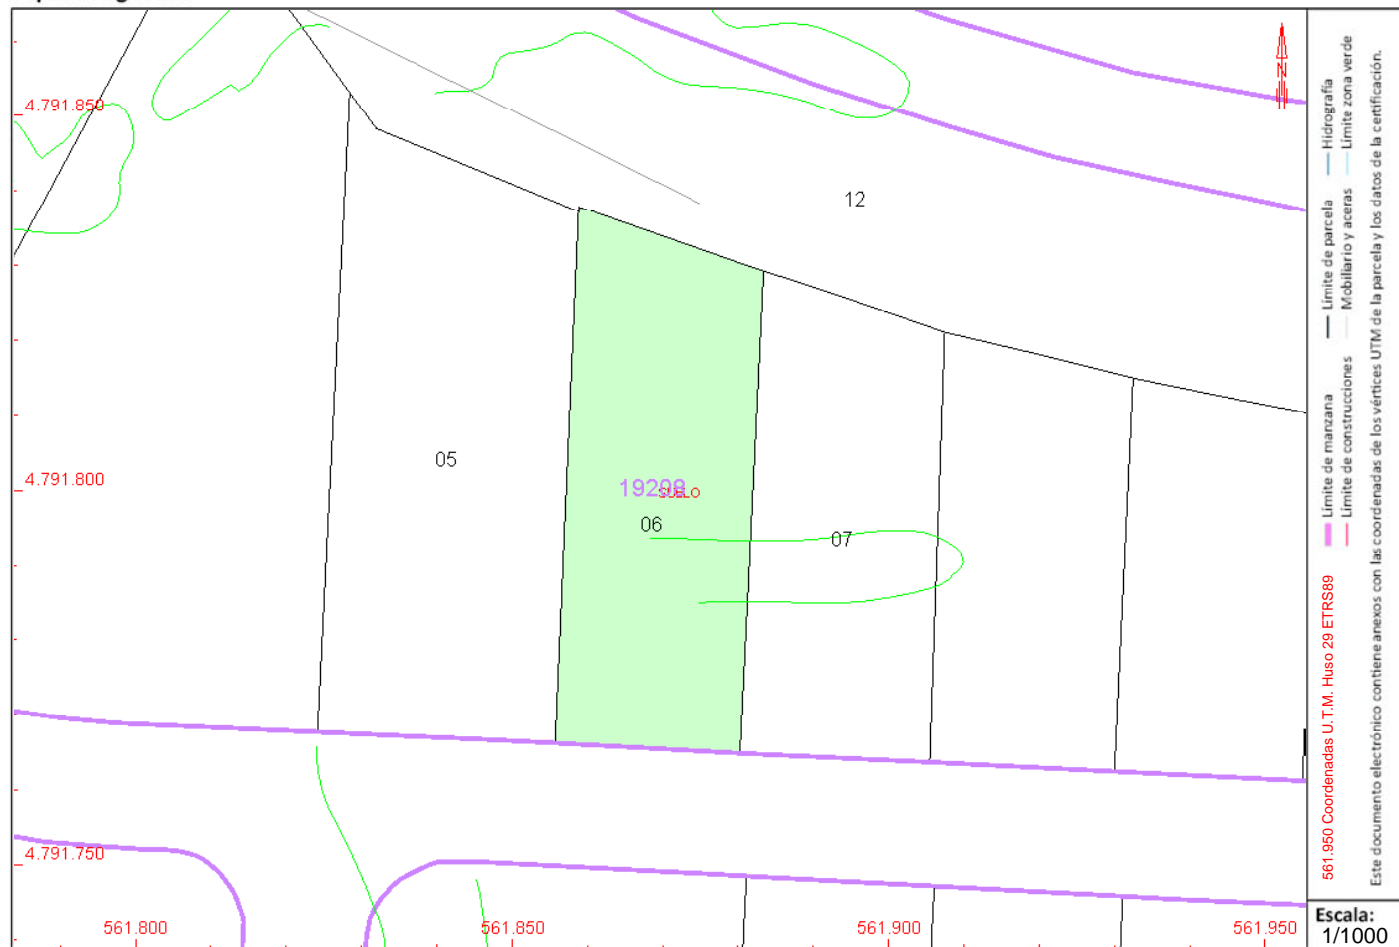 4.791.850
12
4.791.800
05
19208
SUELO
06
07
4.791.750
561.800
561.850
561.900
561.950
N
Límite de manzana
Límite de parcela
Hidrografía
Límite de construcciones
Mobiliario y aceras
Límite zona verde
561.950 Coordenadas U.T.M. Huso 29 ETRS89
Este documento electrónico contiene anexos con las coordenadas de los vértices UTM de la parcela y los datos de la certificación.
Escala:
1/1000